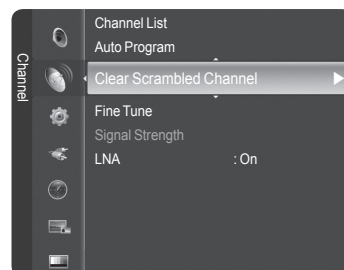 Channel
Channel List
Auto Program
Clear Scrambled Channel
Fine Tune
Signal Strength
LNA : On